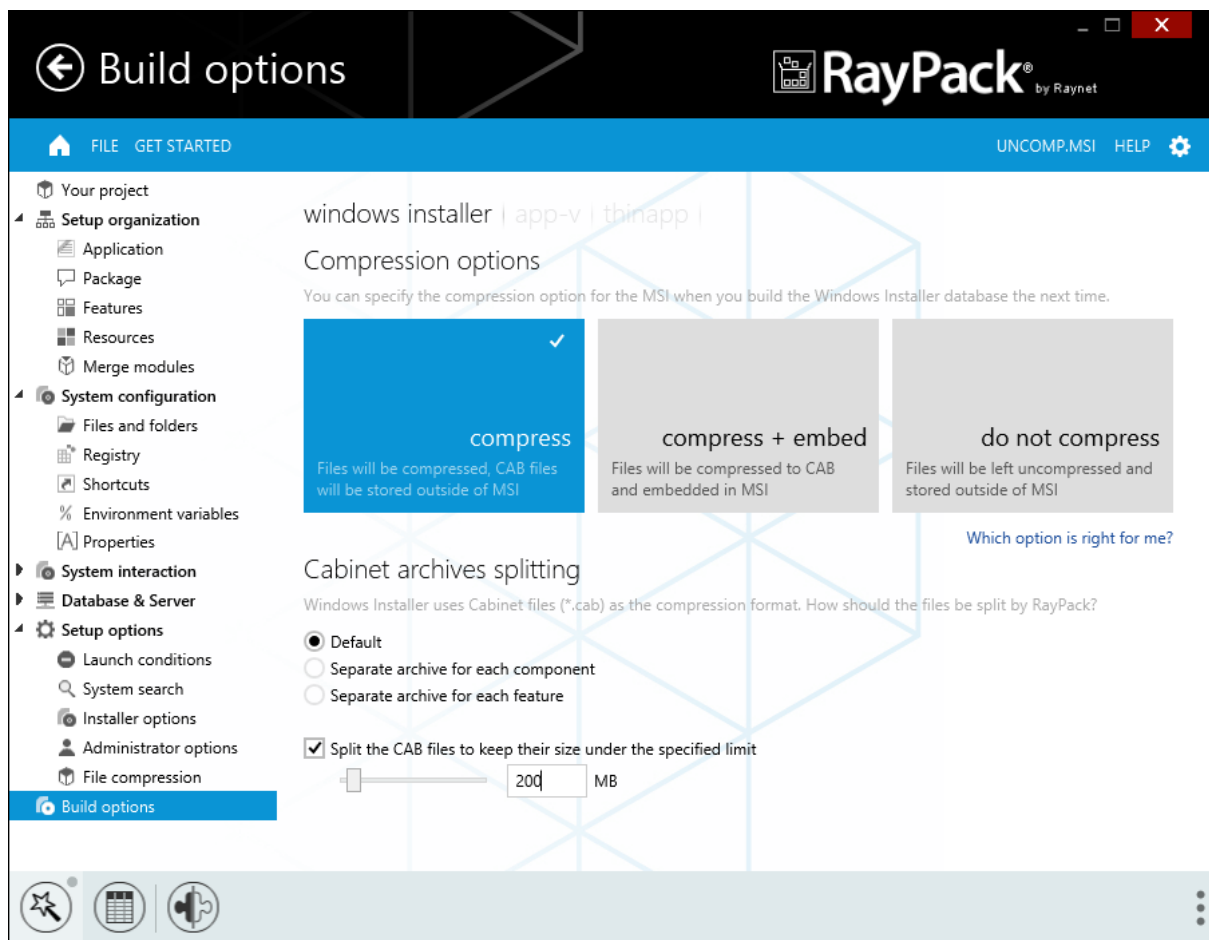 Build options
RayPack® by Raynet
FILE GET STARTED
UNCOMP.MSI HELP
Your project
Setup organization
Application
Package
Features
Resources
Merge modules
System configuration
Files and folders
Registry
Shortcuts
% Environment variables
[A] Properties
System interaction
Database & Server
Setup options
Launch conditions
System search
Installer options
Administrator options
File compression
Build options
windows installer | app-v | thinapp |
Compression options
You can specify the compression option for the MSI when you build the Windows Installer database the next time.
compress
Files will be compressed, CAB files
will be stored outside of MSI
compress + embed
Files will be compressed to CAB
and embedded in MSI
do not compress
Files will be left uncompressed and
stored outside of MSI
Which option is right for me?
Cabinet archives splitting
Windows Installer uses Cabinet files (*.cab) as the compression format. How should the files be split by RayPack?
Default
Separate archive for each component
Separate archive for each feature
Split the CAB files to keep their size under the specified limit
200 MB